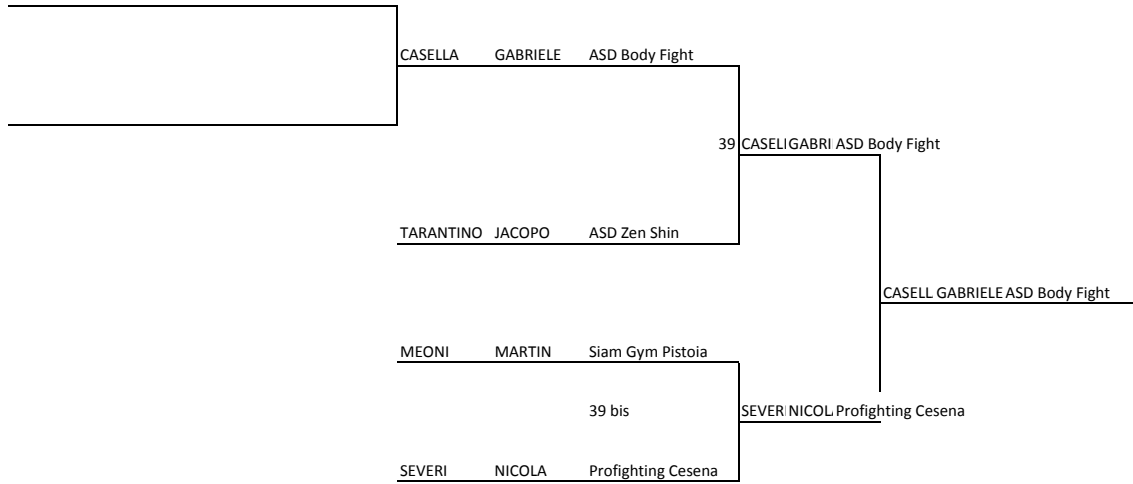 CASELLA GABRIELE ASD Body Fight
39 CASELI GABRI ASD Body Fight
TARANTINO JACOPO ASD Zen Shin
CASELL GABRIELE ASD Body Fight
MEONI MARTIN Siam Gym Pistoia
39 bis SEVERI NICOL Profighting Cesena
SEVERI NICOLA Profighting Cesena